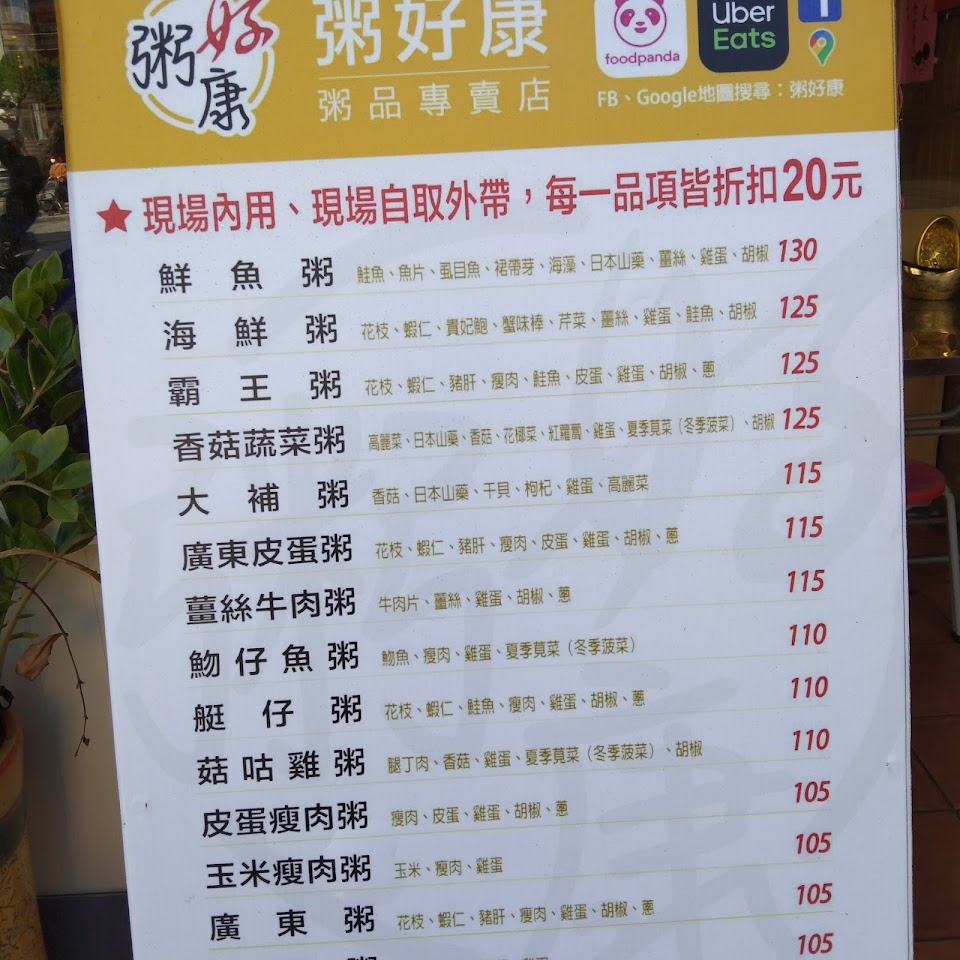 粥好康
粥好康
粥品專賣店
foodpanda
Uber
Eats
FB、Google地圖搜尋：粥好康
★現場內用、現場自取外帶，每一品項皆折扣20元
鮮魚粥 鮭魚、魚片、虱目魚、裙帶芽、海藻、日本山藥、薑絲、雞蛋、胡椒 130
海鮮粥 花枝、蝦仁、貴妃鮑、蟹味棒、芹菜、薑絲、雞蛋、鮭魚、胡椒 125
霸王粥 花枝、蝦仁、豬肝、瘦肉、鮭魚、皮蛋、雞蛋、胡椒、蔥 125
香菇蔬菜粥 高麗菜、日本山藥、香菇、花椰菜、紅蘿蔔、雞蛋、夏季莧菜（冬季菠菜）、胡椒 125
大補粥 香菇、日本山藥、干貝、枸杞、雞蛋、高麗菜 115
廣東皮蛋粥 花枝、蝦仁、豬肝、瘦肉、皮蛋、雞蛋、胡椒、蔥 115
薑絲牛肉粥 牛肉片、薑絲、雞蛋、胡椒、蔥 115
魩仔魚粥 魩魚、瘦肉、雞蛋、夏季莧菜（冬季菠菜） 110
艇仔粥 花枝、蝦仁、鮭魚、瘦肉、雞蛋、胡椒、蔥 110
菇咕雞粥 腿丁肉、香菇、雞蛋、夏季莧菜（冬季菠菜）、胡椒 110
皮蛋瘦肉粥 瘦肉、皮蛋、雞蛋、胡椒、蔥 105
玉米瘦肉粥 玉米、瘦肉、雞蛋 105
廣東粥 花枝、蝦仁、豬肝、瘦肉、雞蛋、胡椒、蔥 105
105